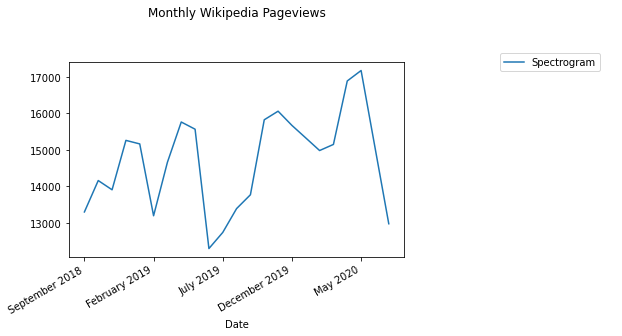 Monthly Wikipedia Pageviews
Spectrogram
17000
16000
15000
14000
13000
September 2018
February 2019
July 2019
December 2019
May 2020
Date